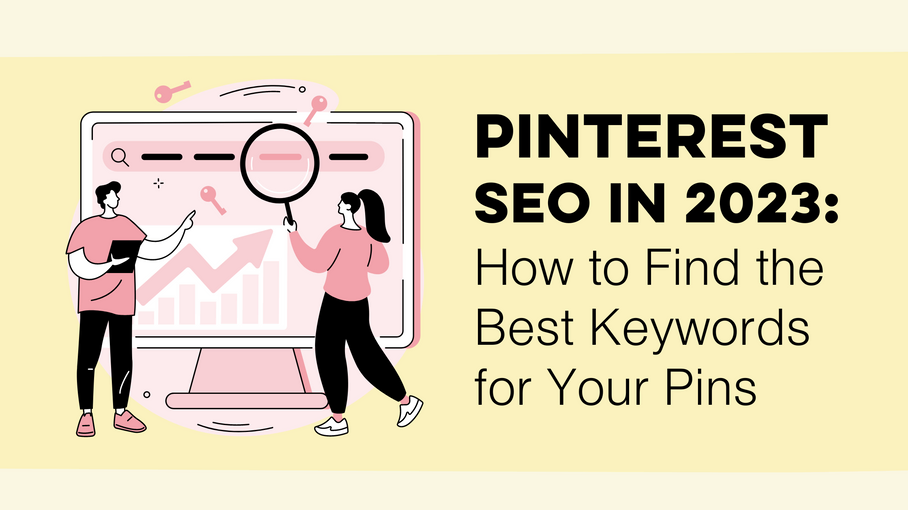 PINTEREST
SEO IN 2023:
How to Find the
Best Keywords
for Your Pins